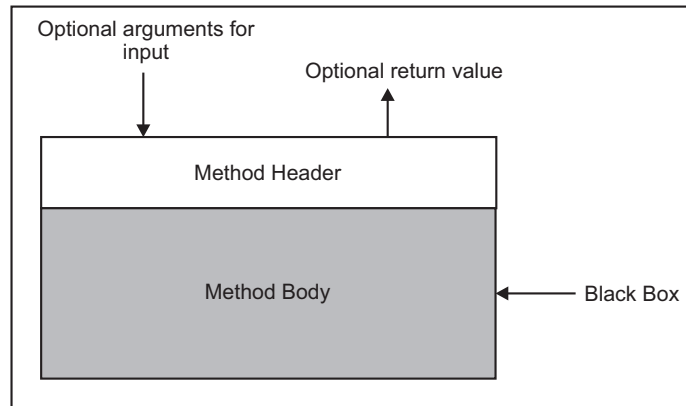 Optional arguments for
input
Optional return value
Method Header
Method Body
Black Box